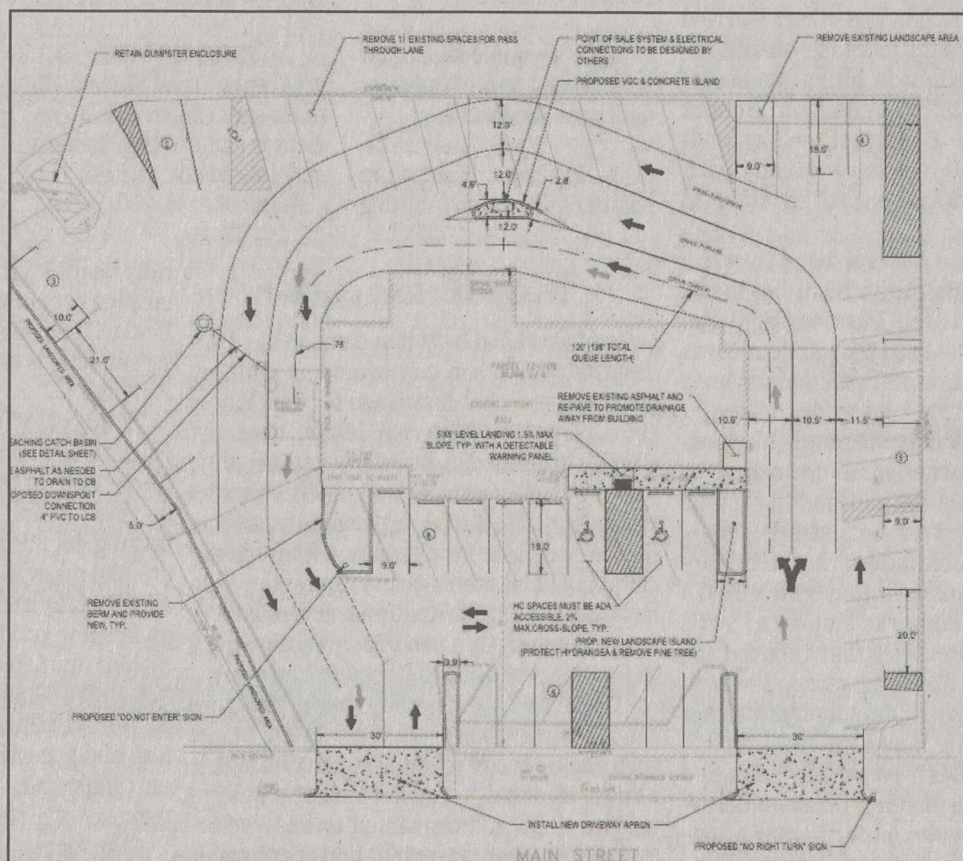 RETAIN DUMPSTER ENCLOSURE
REMOVE 11 EXISTING SPACES FOR PASS
THROUGH LANE
POINT OF SALE SYSTEM & ELECTRICAL
CONNECTIONS TO BE DESIGNED BY
OTHERS
PROPOSED VGC & CONCRETE ISLAND
REMOVE EXISTING LANDSCAPE AREA
12.0'
12.0'
4.6'
2.8'
12.0'
9.0'
18.0'
4
3
10.0'
21.0'
75'
126' (198' TOTAL
QUEUE LENGTH)
REMOVE EXISTING ASPHALT AND
RE-PAVE TO PROMOTE DRAINAGE
AWAY FROM BUILDING
10.6'
10.5'
11.5'
5'X5' LEVEL LANDING 1.5% MAX
SLOPE, TYP. WITH A DETECTABLE
WARNING PANEL
EACHING CATCH BASIN
(SEE DETAIL SHEET)
E ASPHALT AS NEEDED
TO DRAIN TO CB
OPOSED DOWNSPOUT
CONNECTION
4" PVC TO LCB
5.0'
9.0'
18.0'
9.0'
7'
REMOVE EXISTING
BERM AND PROVIDE
NEW, TYP.
HC SPACES MUST BE ADA
ACCESSIBLE, 2%
MAX CROSS-SLOPE, TYP.
PROP. NEW LANDSCAPE ISLAND
(PROTECT HYDRANGEA & REMOVE PINE TREE)
20.0'
3.9'
PROPOSED "DO NOT ENTER" SIGN
30'
30'
INSTALL NEW DRIVEWAY APRON
PROPOSED "NO RIGHT TURN" SIGN
MAIN STREET